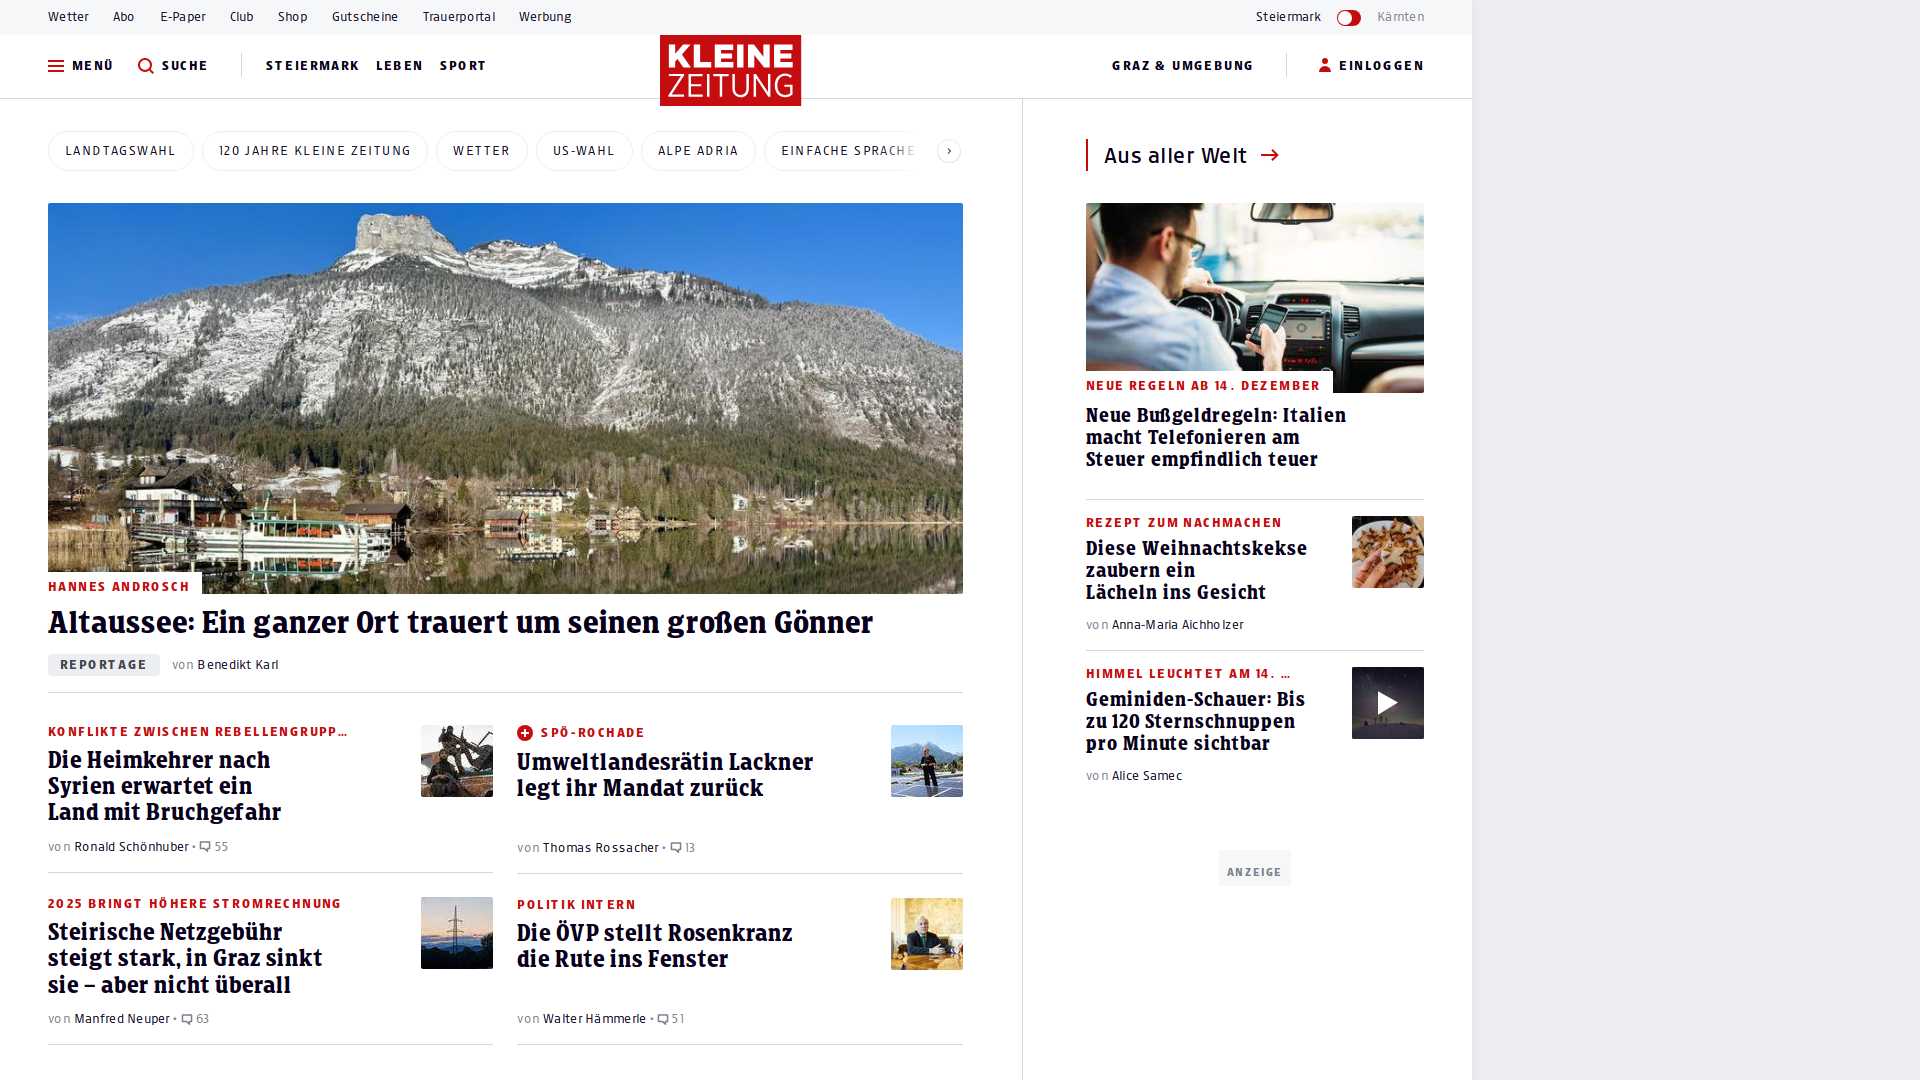 Wetter Abo E-Paper Club Shop Gutscheine Trauerportal Werbung Steiermark Kärnten
MENÜ SUCHE STEIERMARK LEBEN SPORT KLEINE ZEITUNG GRAZ & UMGEBUNG EINLOGGEN
LANDTAGSWAHL 120 JAHRE KLEINE ZEITUNG WETTER US-WAHL ALPE ADRIA EINFACHE SPRACHE
HANNES ANDROSCH
Altaussee: Ein ganzer Ort trauert um seinen großen Gönner
REPORTAGE von Benedikt Karl
KONFLIKTE ZWISCHEN REBELLENGRUPP...
Die Heimkehrer nach
Syrien erwartet ein
Land mit Bruchgefahr
von Ronald Schönhuber • 55
SPÖ-ROCHADE
Umweltlandesrätin Lackner
legt ihr Mandat zurück
von Thomas Rossacher • 13
2025 BRINGT HÖHERE STROMRECHNUNG
Steirische Netzgebühr
steigt stark, in Graz sinkt
sie – aber nicht überall
von Manfred Neuper • 63
POLITIK INTERN
Die ÖVP stellt Rosenkranz
die Rute ins Fenster
von Walter Hämmerle • 51
Aus aller Welt
NEUE REGELN AB 14. DEZEMBER
Neue Bußgeldregeln: Italien
macht Telefonieren am
Steuer empfindlich teuer
REZEPT ZUM NACHMACHEN
Diese Weihnachtskekse
zaubern ein
Lächeln ins Gesicht
von Anna-Maria Aichholzer
HIMMEL LEUCHTET AM 14. ...
Geminiden-Schauer: Bis
zu 120 Sternschnuppen
pro Minute sichtbar
von Alice Samec
ANZEIGE